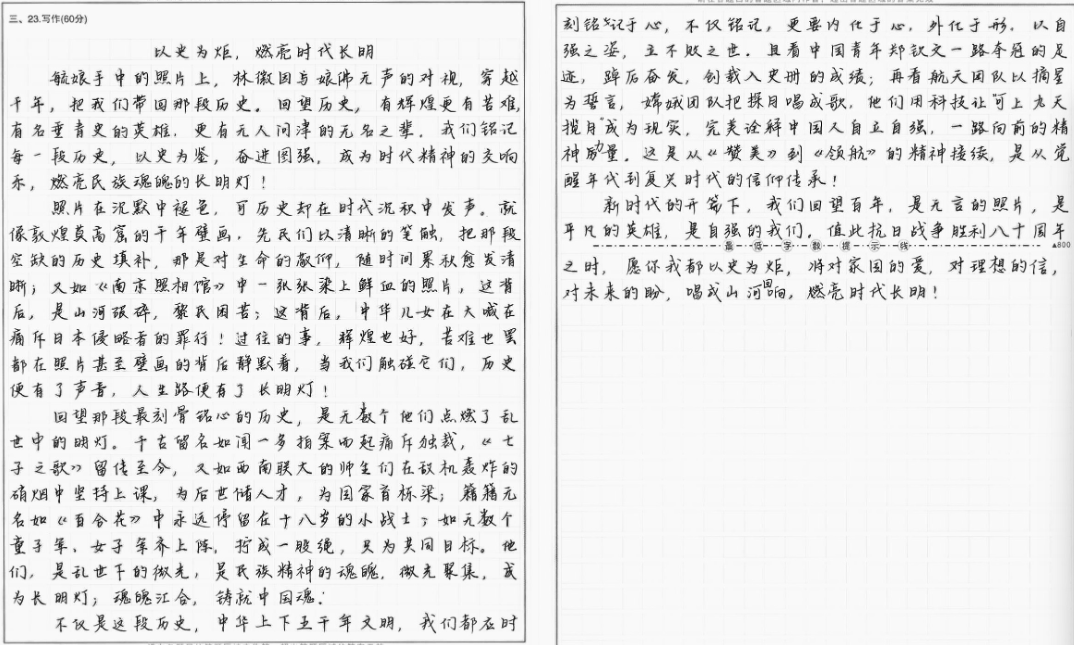 三、23.写作(60分)
以史为炬，燃亮时代长明
毓娘手中的照片上，林徽因与娘佛无声的对视，穿越
千年，把我们带回那段历史。回望历史，有辉煌更有苦难，
有名垂青史的英雄，更有无人问津的无名之辈，我们铭记
每一段历史，以史为鉴，奋进图强，成为时代精神的交响
乐，燃亮民族魂魄的长明灯！
照片在沉默中褪色，可历史却在时代沉积中发声。就
像敦煌莫高窟的千年壁画，先民们以清晰的笔触，把那段
空缺的历史填补，那是对生命的敬仰，随时间累积愈发清
晰；又如《南京照相馆》中一张张染上鲜血的照片，这背
后，是山河破碎，黎民困苦；这背后，中华儿女在大喊在
痛斥日本侵略者的罪行！过往的事，辉煌也好，苦难也罢
都在照片甚至壁画的背后静默着，当我们触碰它们，历史
便有了声音，人生路便有了长明灯！
回望那段最刻骨铭心的历史，是无数个他们点燃了乱
世中的明灯。千古留名如闻一多拍案而起痛斥独裁，《七
子之歌》留传至今，又如西南联大的师生们在敌机轰炸的
硝烟中坚持上课，为后世储人才，为国家育栋梁；籍籍无
名如《百合花》中永远停留在十八岁的小战士；如无数个
童子军、女子军齐上阵，拧成一股绳，只为共同目标。他
们，是乱世下的微光，是民族精神的魂魄，微光聚集，成
为长明灯；魂魄汇合，铸就中国魂！
不仅是这段历史，中华上下五千年文明，我们都应时
刻铭记于心，不仅铭记，更要内化于心，外化于形，以自
强之姿，立不败之世。且看中国青年郑钦文一路夺冠的足
迹，踔厉奋发，创载入史册的成绩；再看航天团队以摘星
为誓言，嫦娥团队把探月唱成歌，他们用科技让"可上九天
揽月"成为现实，完美诠解中国人自立自强，一路向前的精
神力量。这是从《赞美》到《领航》的精神接续，是从觉
醒年代到复兴时代的信仰传承！
新时代的开篇下，我们回望百年，是无言的照片，是
平凡的英雄，是自强的我们。值此抗日战争胜利八十周年
最低字数提示线 ▲800
之时，愿你我都以史为炬，将对家国的爱，对理想的信，
对未来的盼，唱成山河回响，燃亮时代长明！